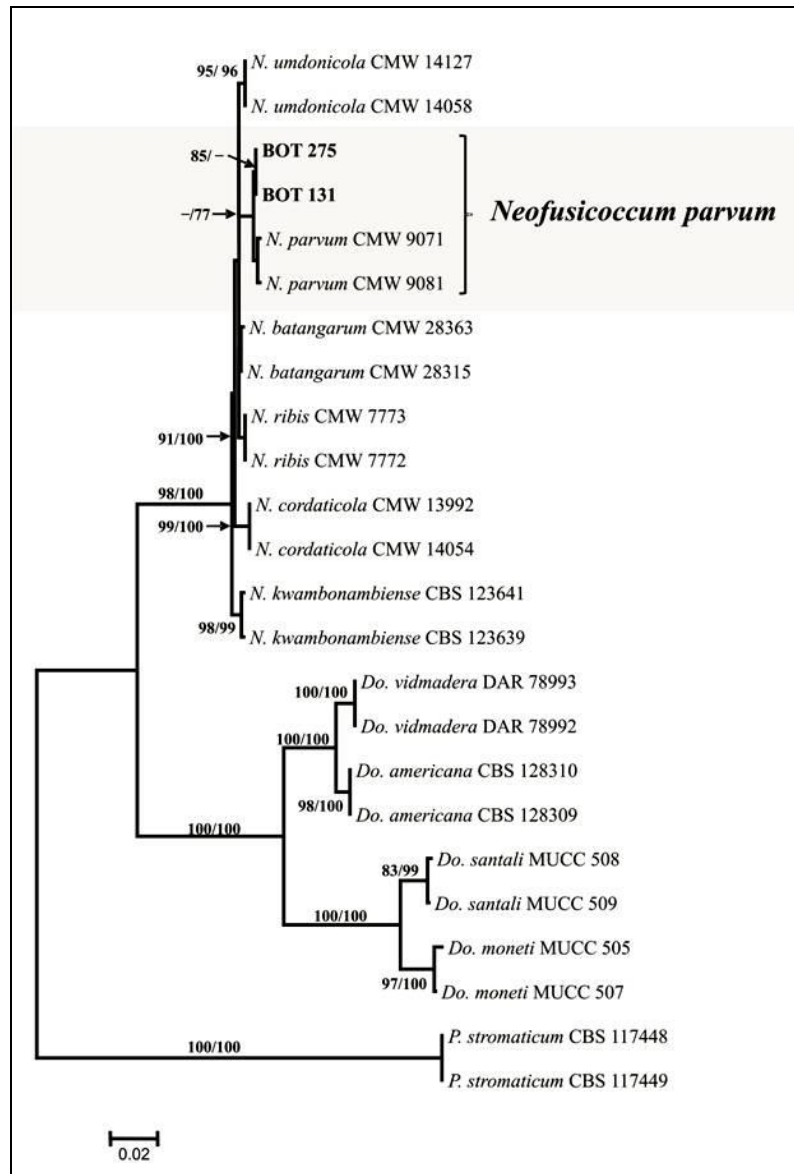 95/ 96
N. umdonicola CMW 14127
N. umdonicola CMW 14058
85/ –
BOT 275
BOT 131
–/77
N. parvum CMW 9071
N. parvum CMW 9081
Neofusicoccum parvum
N. batangarum CMW 28363
N. batangarum CMW 28315
N. ribis CMW 7773
91/100
N. ribis CMW 7772
98/100
N. cordaticola CMW 13992
99/100
N. cordaticola CMW 14054
N. kwambonambiense CBS 123641
98/99
N. kwambonambiense CBS 123639
100/100
Do. vidmadera DAR 78993
Do. vidmadera DAR 78992
100/100
Do. americana CBS 128310
98/100
Do. americana CBS 128309
100/100
83/99
Do. santali MUCC 508
Do. santali MUCC 509
100/100
Do. moneti MUCC 505
97/100
Do. moneti MUCC 507
P. stromaticum CBS 117448
100/100
P. stromaticum CBS 117449
0.02